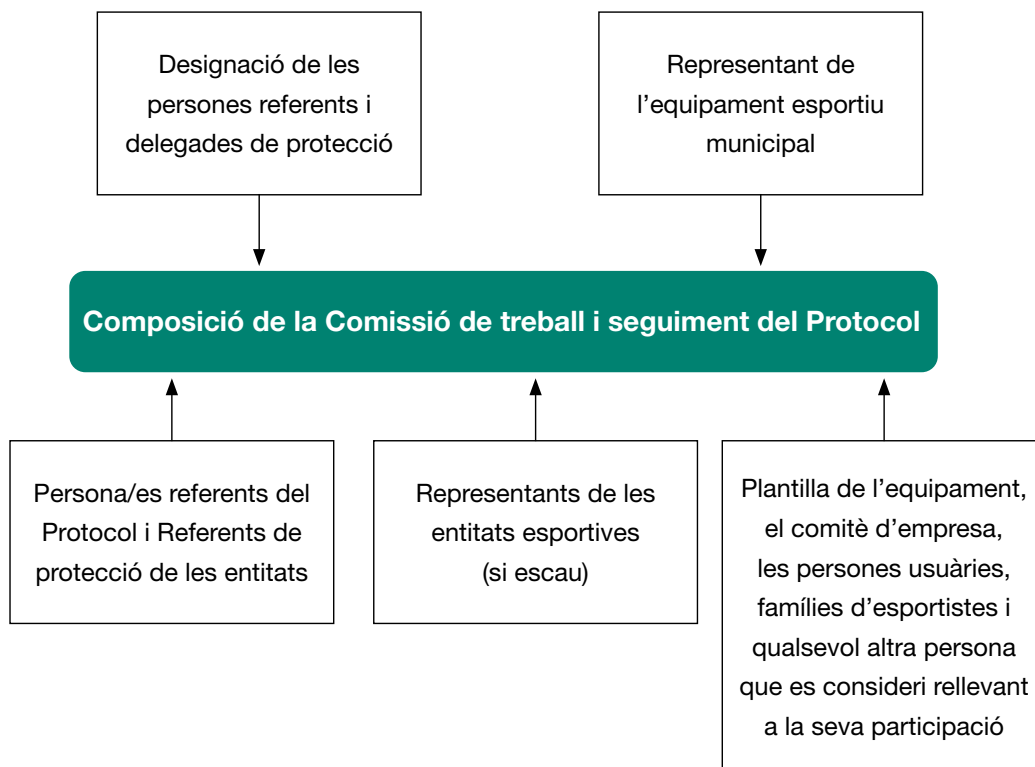 Designació de les
persones referents i
delegades de protecció
Representant de
l’equipament esportiu
municipal
Composició de la Comissió de treball i seguiment del Protocol
Persona/es referents del
Protocol i Referents de
protecció de les entitats
Representants de les
entitats esportives
(si escau)
Plantilla de l’equipament,
el comitè d’empresa,
les persones usuàries,
famílies d’esportistes i
qualsevol altra persona
que es consideri rellevant
a la seva participació